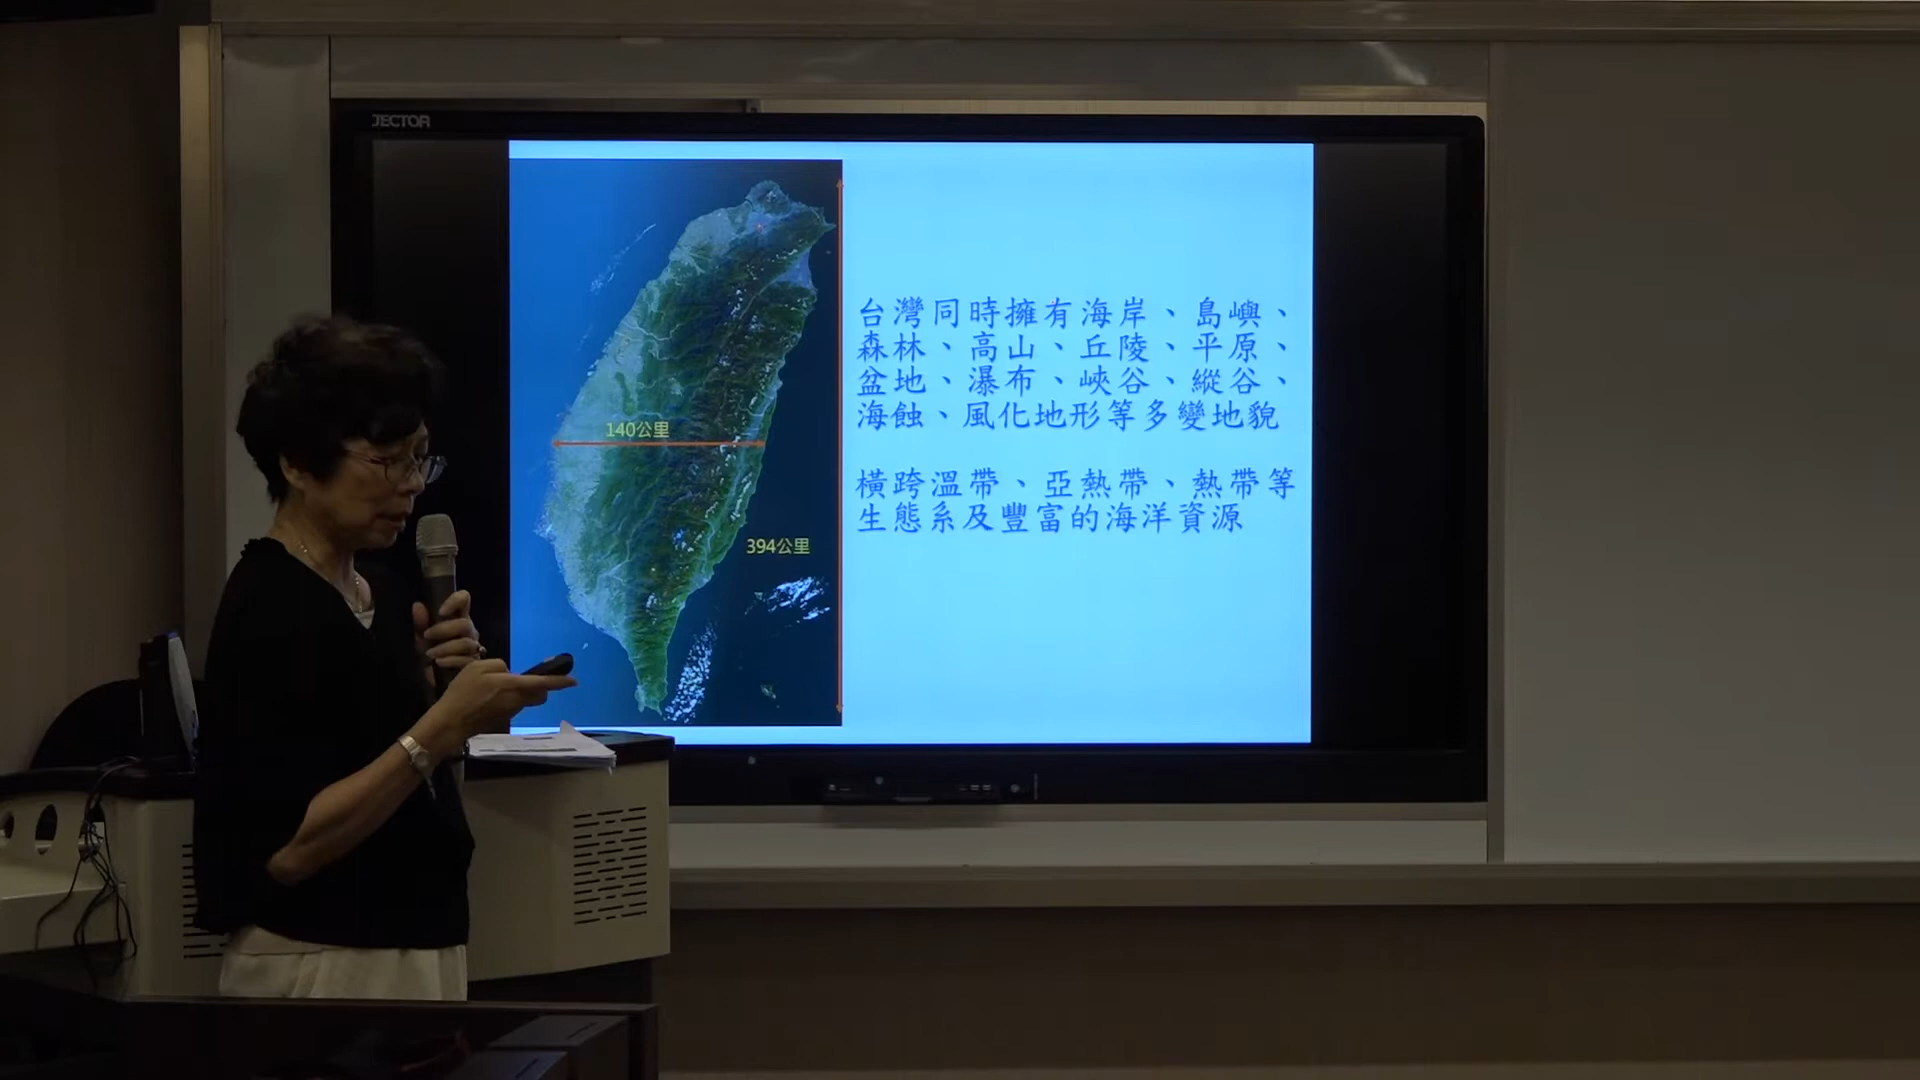 JECTOR
140公里
394公里
台灣同時擁有海岸、島嶼、
森林、高山、丘陵、平原、
盆地、瀑布、峽谷、縱谷、
海蝕、風化地形等多變地貌
橫跨溫帶、亞熱帶、熱帶等
生態系及豐富的海洋資源